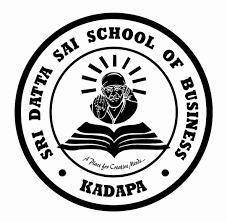 SRI DATTA SAI SCHOOL OF BUSINESS
A Place for Creative Minds...
KADAPA